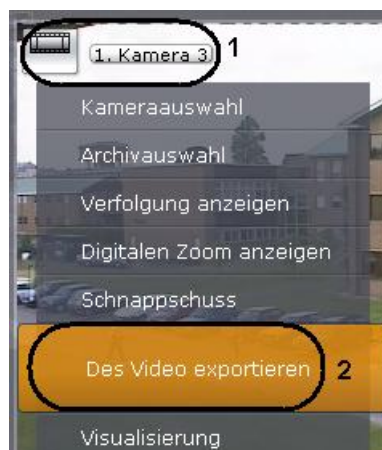 1. Kamera 3 1
Kameraauswahl
Archivauswahl
Verfolgung anzeigen
Digitalen Zoom anzeigen
Schnappschuss
Des Video exportieren 2
Visualisierung